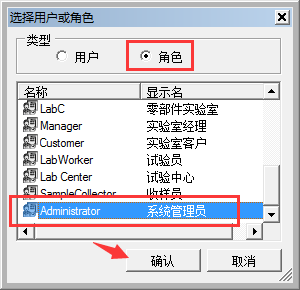 选择用户或角色
类型
用户 角色
名称 显示名
LabC 零部件实验室
Manager 实验室经理
Customer 实验室客户
LabWorker 试验员
Lab Center 试验中心
SampleCollector 收样员
Administrator 系统管理员
确认 取消